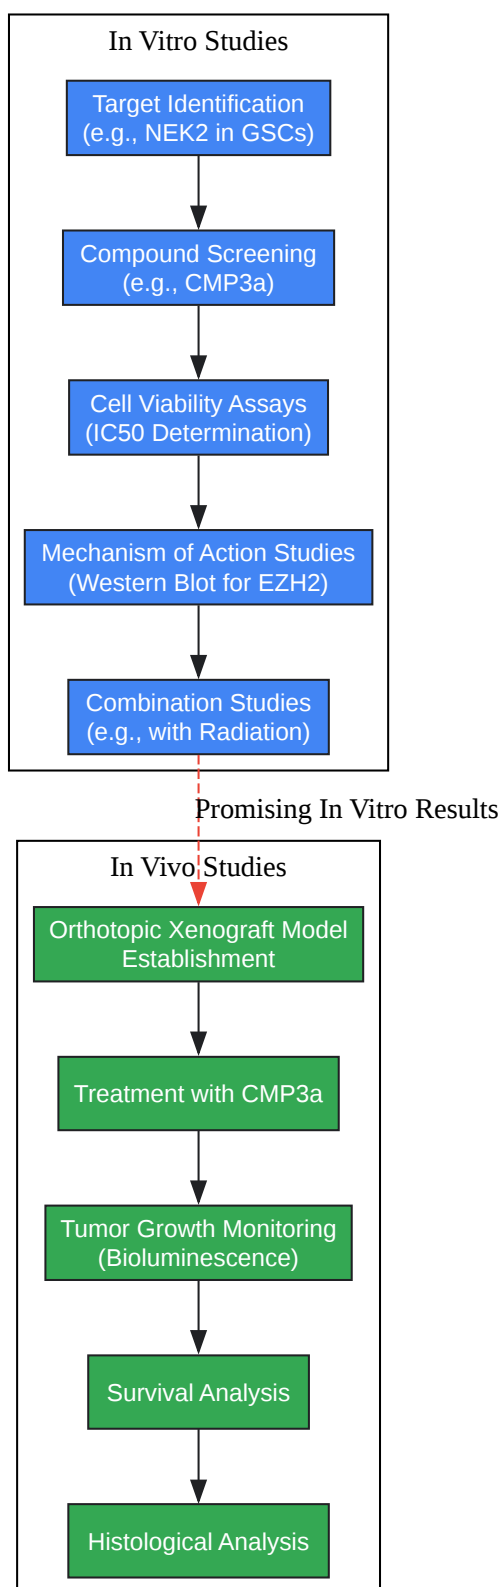 In Vitro Studies
Target Identification
(e.g., NEK2 in GSCs)
Compound Screening
(e.g., CMP3a)
Cell Viability Assays
(IC50 Determination)
Mechanism of Action Studies
(Western Blot for EZH2)
Combination Studies
(e.g., with Radiation)
Promising In Vitro Results
In Vivo Studies
Orthotopic Xenograft Model
Establishment
Treatment with CMP3a
Tumor Growth Monitoring
(Bioluminescence)
Survival Analysis
Histological Analysis